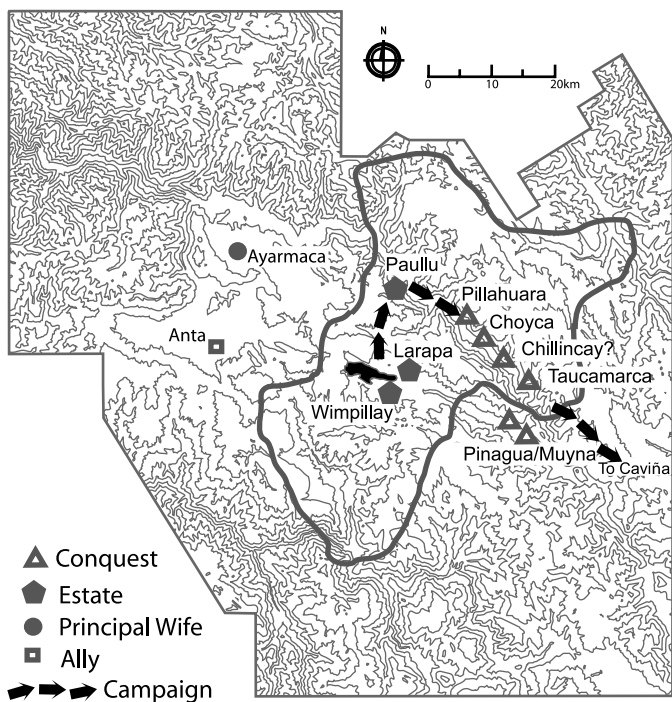 N
0
10
20km
Ayarmaca
Paullu
Pillahuara
Choyca
Anta
Larapa
Chillincay?
Taucamarca
Wimpillay
Pinagua/Muyna
To Caviña
Conquest
Estate
Principal Wife
Ally
Campaign